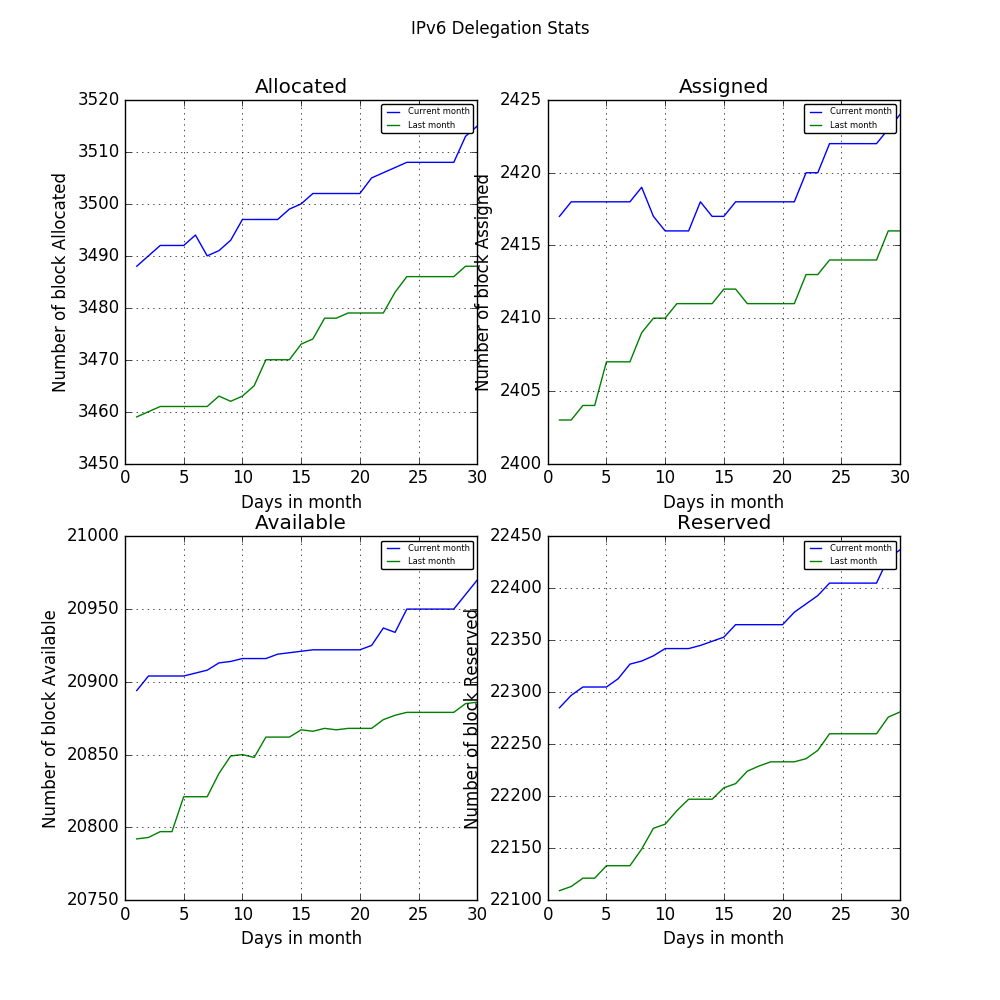 IPv6 Delegation Stats
Allocated
Number of block Allocated
3520
3510
3500
3490
3480
3470
3460
3450
Current month
Last month
0 5 10 15 20 25 30
Days in month
Assigned
Number of block Assigned
2425
2420
2415
2410
2405
2400
Current month
Last month
0 5 10 15 20 25 30
Days in month
Available
Number of block Available
21000
20950
20900
20850
20800
20750
Current month
Last month
0 5 10 15 20 25 30
Days in month
Reserved
Number of block Reserved
22450
22400
22350
22300
22250
22200
22150
22100
Current month
Last month
0 5 10 15 20 25 30
Days in month